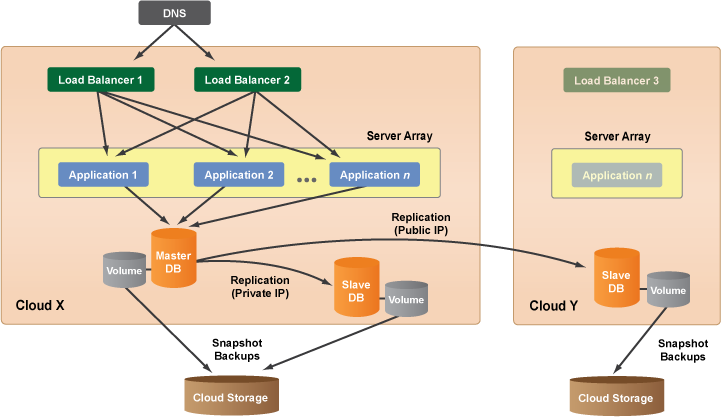 DNS
Load Balancer 1
Load Balancer 2
Load Balancer 3
Server Array
Server Array
Application 1
Application 2
Application n
Application n
Replication
(Public IP)
Master
DB
Volume
Replication
(Private IP)
Slave
DB
Volume
Slave
DB
Volume
Cloud X
Cloud Y
Snapshot
Backups
Snapshot
Backups
Cloud Storage
Cloud Storage